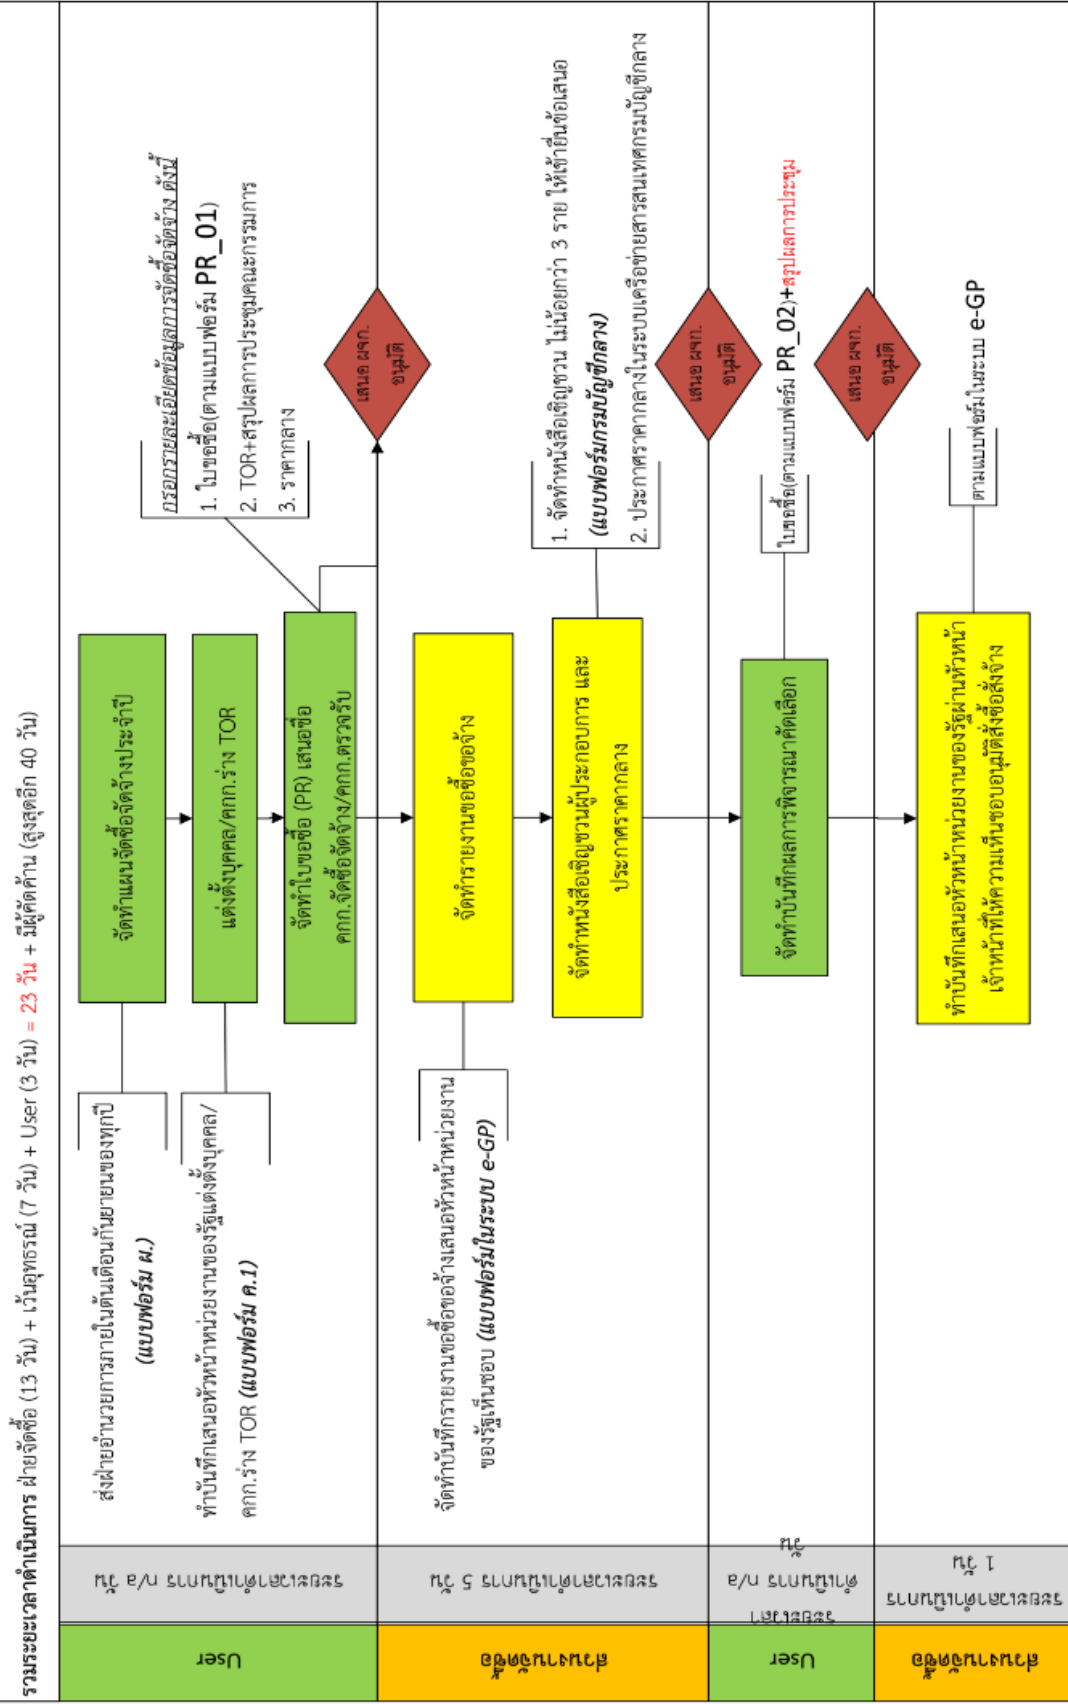 รวมระยะเวลาดำเนินการ ฝ่ายจัดซื้อ (13 วัน) + เว้นอุทธรณ์ (7 วัน) + User (3 วัน) = 23 วัน + มีผู้คัดค้าน (สูงสุดอีก 40 วัน)
User
ระยะเวลาดำเนินการ n/a วัน
ส่งฝ่ายอำนวยการภายในต้นเดือนกันยายนของทุกปี
(แบบฟอร์ม ผ.)
จัดทำแผนจัดซื้อจัดจ้างประจำปี
ทำบันทึกเสนอหัวหน้าหน่วยงานของรัฐแต่งตั้งบุคคล/
คกก.ร่าง TOR (แบบฟอร์ม ค.1)
แต่งตั้งบุคคล/คกก.ร่าง TOR
จัดทำใบขอซื้อ (PR) เสนอชื่อ
คกก.จัดซื้อจัดจ้าง/คกก.ตรวจรับ
กรอกรายละเอียดข้อมูลการจัดซื้อจัดจ้าง ดังนี้
1. ใบขอซื้อ(ตามแบบฟอร์ม PR_01)
2. TOR+สรุปผลการประชุมคณะกรรมการ
3. ราคากลาง
เสนอ ผจก.
อนุมัติ
ส่วนงานจัดซื้อ
ระยะเวลาดำเนินการ 5 วัน
จัดทำบันทึกรายงานขอซื้อขอจ้างเสนอหัวหน้าหน่วยงาน
ของรัฐเห็นชอบ (แบบฟอร์มในระบบ e-GP)
จัดทำรายงานขอซื้อขอจ้าง
จัดทำหนังสือเชิญชวนผู้ประกอบการ และ
ประกาศราคากลาง
1. จัดทำหนังสือเชิญชวน ไม่น้อยกว่า 3 ราย ให้เข้ายื่นข้อเสนอ
(แบบฟอร์มกรมบัญชีกลาง)
2. ประกาศราคากลางในระบบเครือข่ายสารสนเทศกรมบัญชีกลาง
เสนอ ผจก.
อนุมัติ
User
ระยะเวลา
ดำเนินการ n/a
วัน
จัดทำบันทึกผลการพิจารณาคัดเลือก
ใบขอซื้อ(ตามแบบฟอร์ม PR_02)+สรุปผลการประชุม
เสนอ ผจก.
อนุมัติ
ส่วนงานจัดซื้อ
ระยะเวลาดำเนินการ
1 วัน
ทำบันทึกเสนอหัวหน้าหน่วยงานของรัฐผ่านหัวหน้า
เจ้าหน้าที่ให้ความเห็นชอบอนุมัติสั่งซื้อสั่งจ้าง
ตามแบบฟอร์มในระบบ e-GP